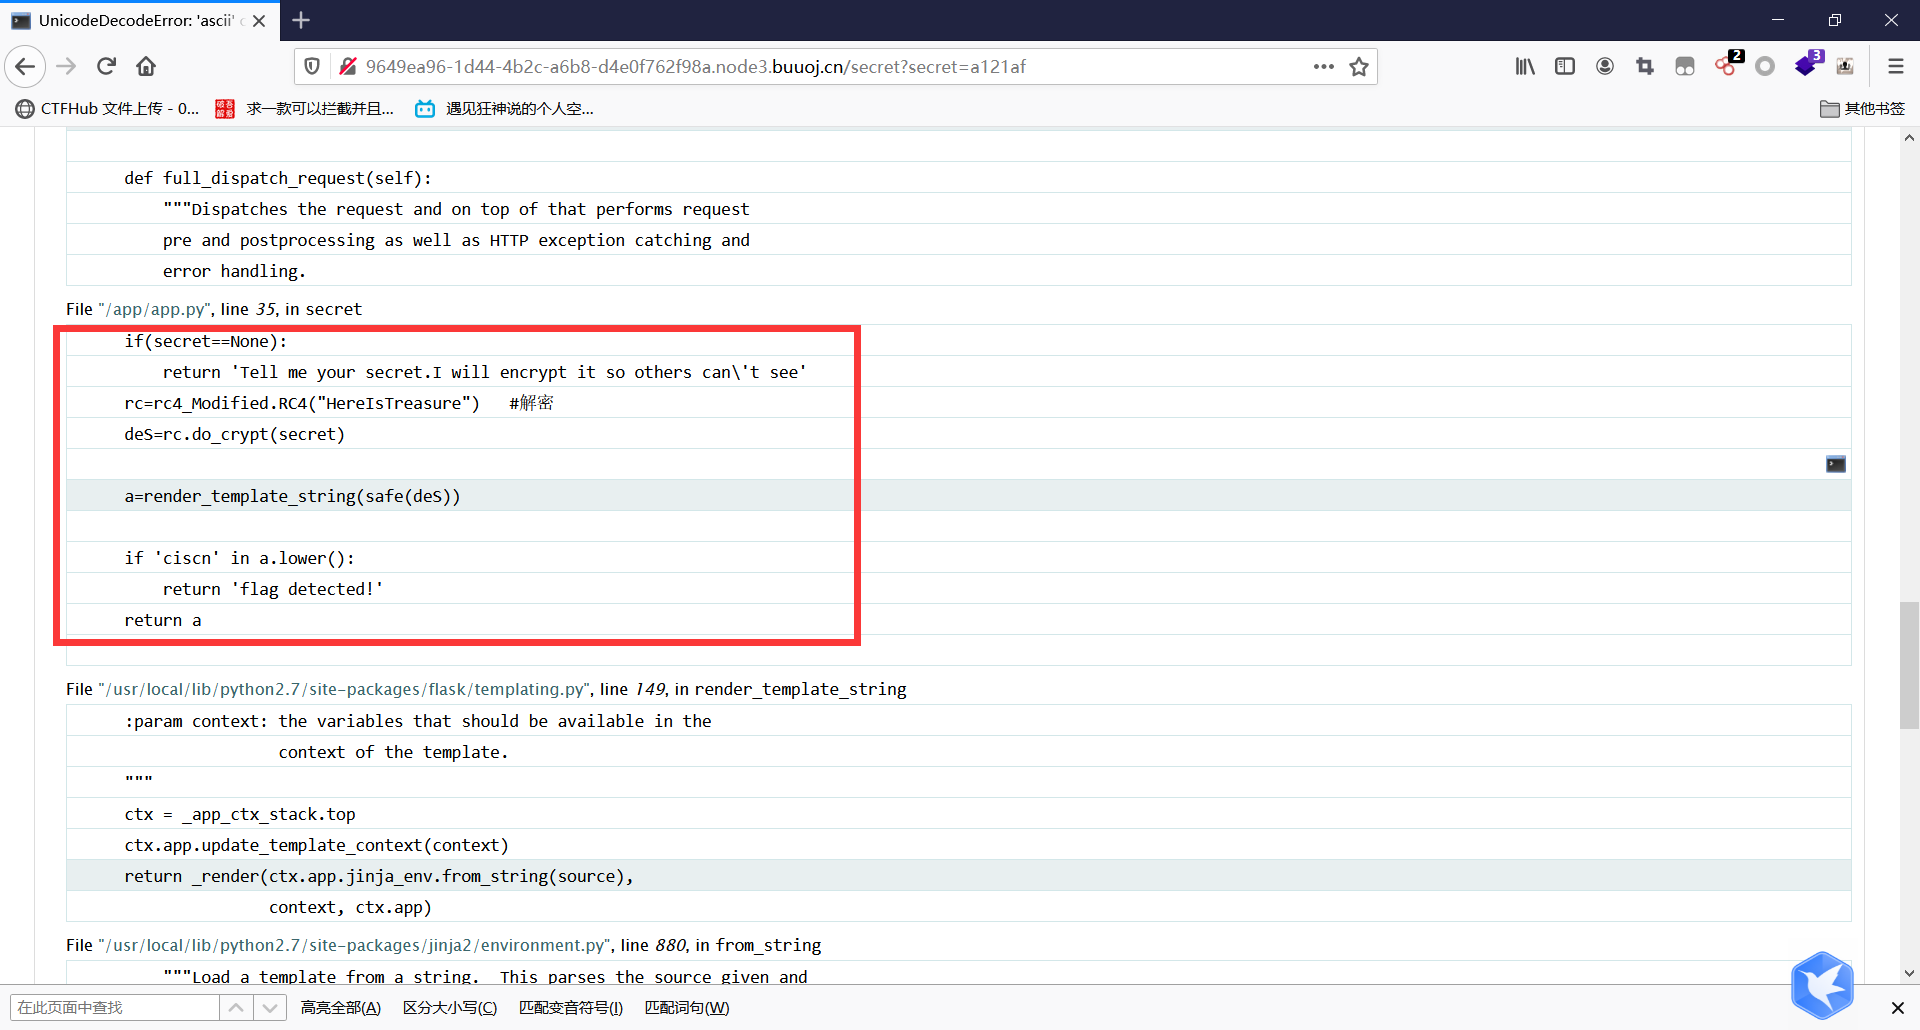 UnicodeDecodeError: 'ascii' c
9649ea96-1d44-4b2c-a6b8-d4e0f762f98a.node3.buuoj.cn/secret?secret=a121af
2
3
CTFHub 文件上传 - 0...
吾爱破解
求一款可以拦截并且...
遇见狂神说的个人空...
其他书签
def full_dispatch_request(self):
"""Dispatches the request and on top of that performs request
pre and postprocessing as well as HTTP exception catching and
error handling.
File "/app/app.py", line 35, in secret
if(secret==None):
return 'Tell me your secret.I will encrypt it so others can\'t see'
rc=rc4_Modified.RC4("HereIsTreasure")   #解密
deS=rc.do_crypt(secret)
a=render_template_string(safe(deS))
if 'ciscn' in a.lower():
return 'flag detected!'
return a
File "/usr/local/lib/python2.7/site-packages/flask/templating.py", line 149, in render_template_string
:param context: the variables that should be available in the
context of the template.
"""
ctx = _app_ctx_stack.top
ctx.app.update_template_context(context)
return _render(ctx.app.jinja_env.from_string(source),
context, ctx.app)
File "/usr/local/lib/python2.7/site-packages/jinja2/environment.py", line 880, in from_string
"""Load a template from a string.  This parses the source given and
在此页面中查找
高亮全部(A)
区分大小写(C)
匹配变音符号(I)
匹配词句(W)